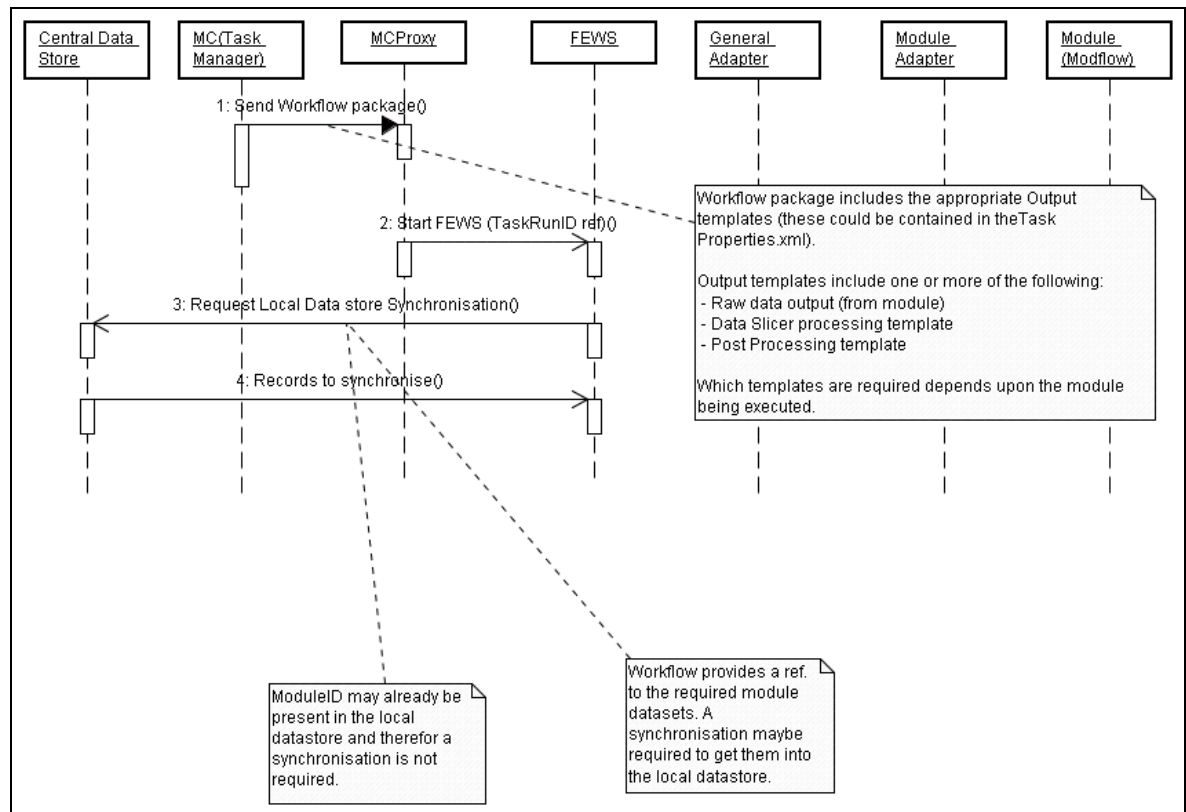 Central Data
Store
MC(Task
Manager)
MCProxy
FEWS
General
Adapter
Module
Adapter
Module
(Modflow)
1: Send Workflow package()
Workflow package includes the appropriate Output
templates (these could be contained in theTask
Properties.xml).
Output templates include one or more of the following:
- Raw data output (from module)
- Data Slicer processing template
- Post Processing template
Which templates are required depends upon the module
being executed.
2: Start FEWS (TaskRunID ref)()
3: Request Local Data store Synchronisation()
4: Records to synchronise()
ModuleID may already be
present in the local
datastore and therefor a
synchronisation is not
required.
Workflow provides a ref.
to the required module
datasets. A
synchronisation maybe
required to get them into
the local datastore.